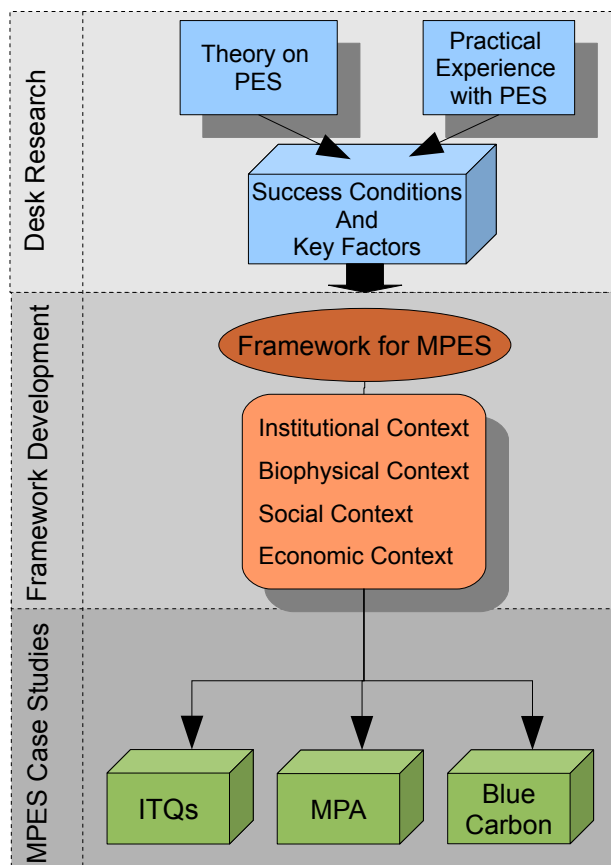 Desk Research
Theory on
PES
Practical
Experience
with PES
Success Conditions
And
Key Factors
Framework Development
Framework for MPES
Institutional Context
Biophysical Context
Social Context
Economic Context
MPES Case Studies
ITQs
MPA
Blue
Carbon